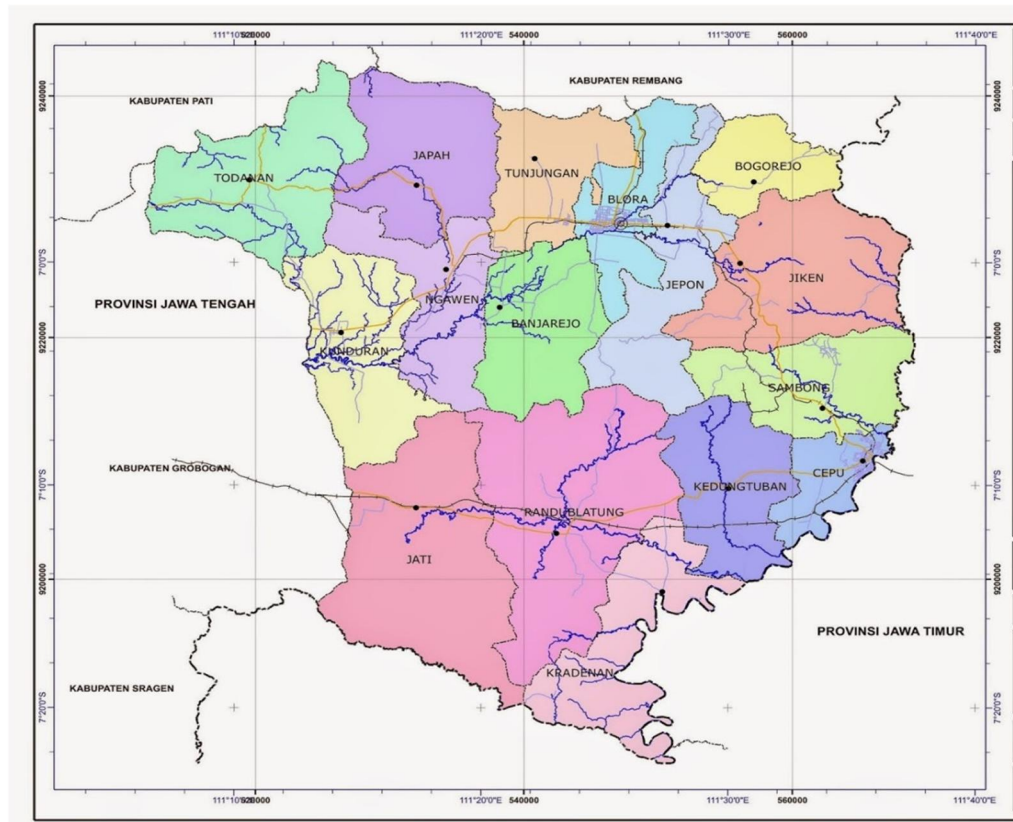 111°10'0"E
520000
111°20'0"E
540000
111°30'0"E
560000
111°40'0"E
9240000
9240000
KABUPATEN REMBANG
KABUPATEN PATI
JAPAH
BOGOREJO
TUNJUNGAN
TODANAN
BLORA
7°0'0"S
7°0'0"S
JIKEN
JEPON
PROVINSI JAWA TENGAH
NGAWEN
BANJAREJO
9220000
9220000
KUNDURAN
SAMBONG
KABUPATEN GROBOGAN
CEPU
7°10'0"S
7°10'0"S
KEDUNGTUBAN
RANDUBLATUNG
JATI
9200000
9200000
PROVINSI JAWA TIMUR
KRADENAN
KABUPATEN SRAGEN
7°20'0"S
7°20'0"S
111°10'0"E
520000
111°20'0"E
540000
111°30'0"E
560000
111°40'0"E